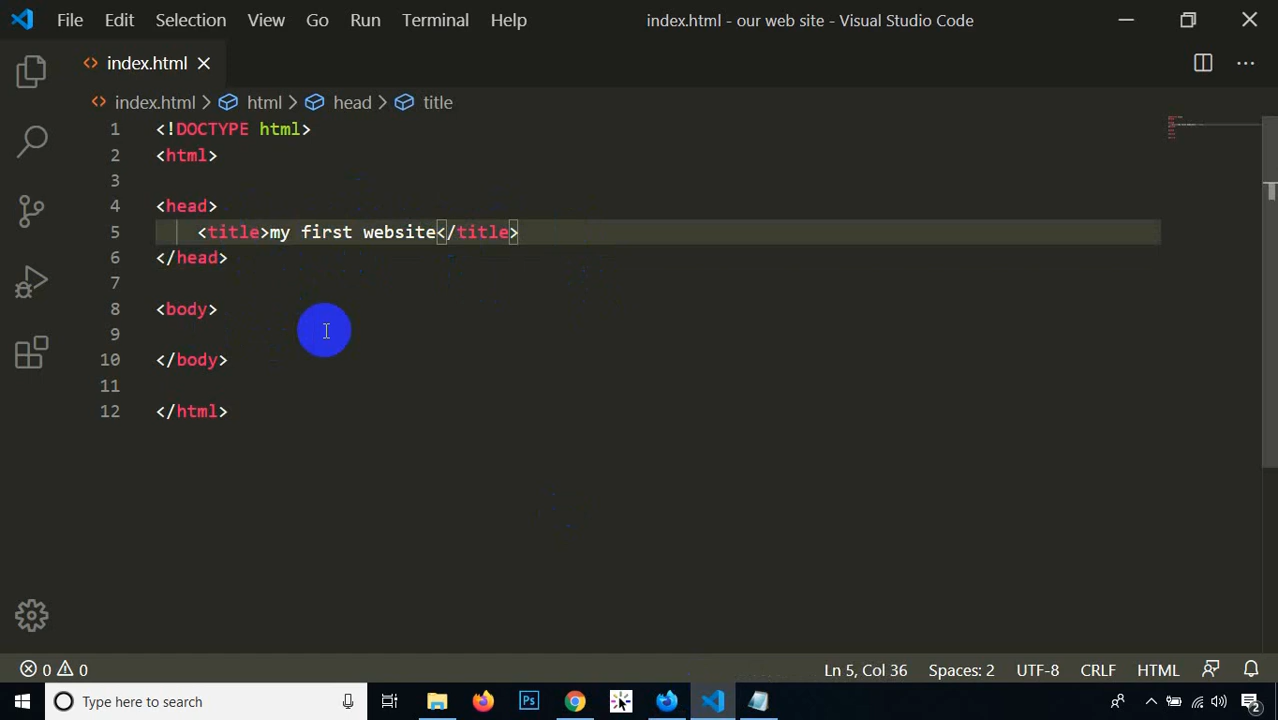 File Edit Selection View Go Run Terminal Help index.html - our web site - Visual Studio Code
index.html
index.html > html > head > title
1 <!DOCTYPE html>
2 <html>
3
4 <head>
5 <title>my first website</title>
6 </head>
7
8 <body>
9
10 </body>
11
12 </html>
0 0 Ln 5, Col 36 Spaces: 2 UTF-8 CRLF HTML
Type here to search Ps 2